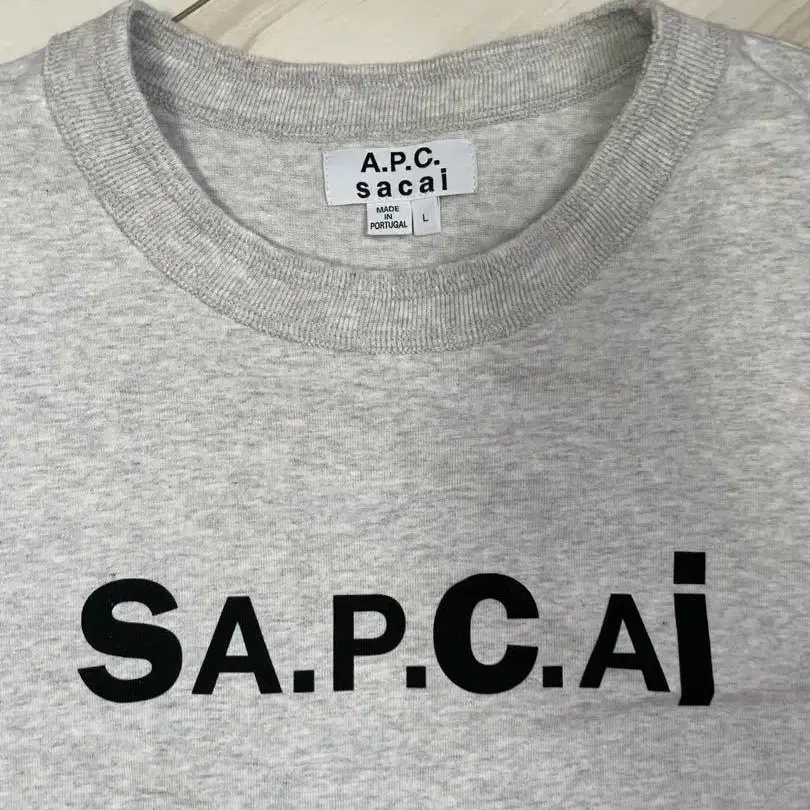 A.P.C.
sacai
MADE
IN
PORTUGAL
L
SA.P.C.Ai